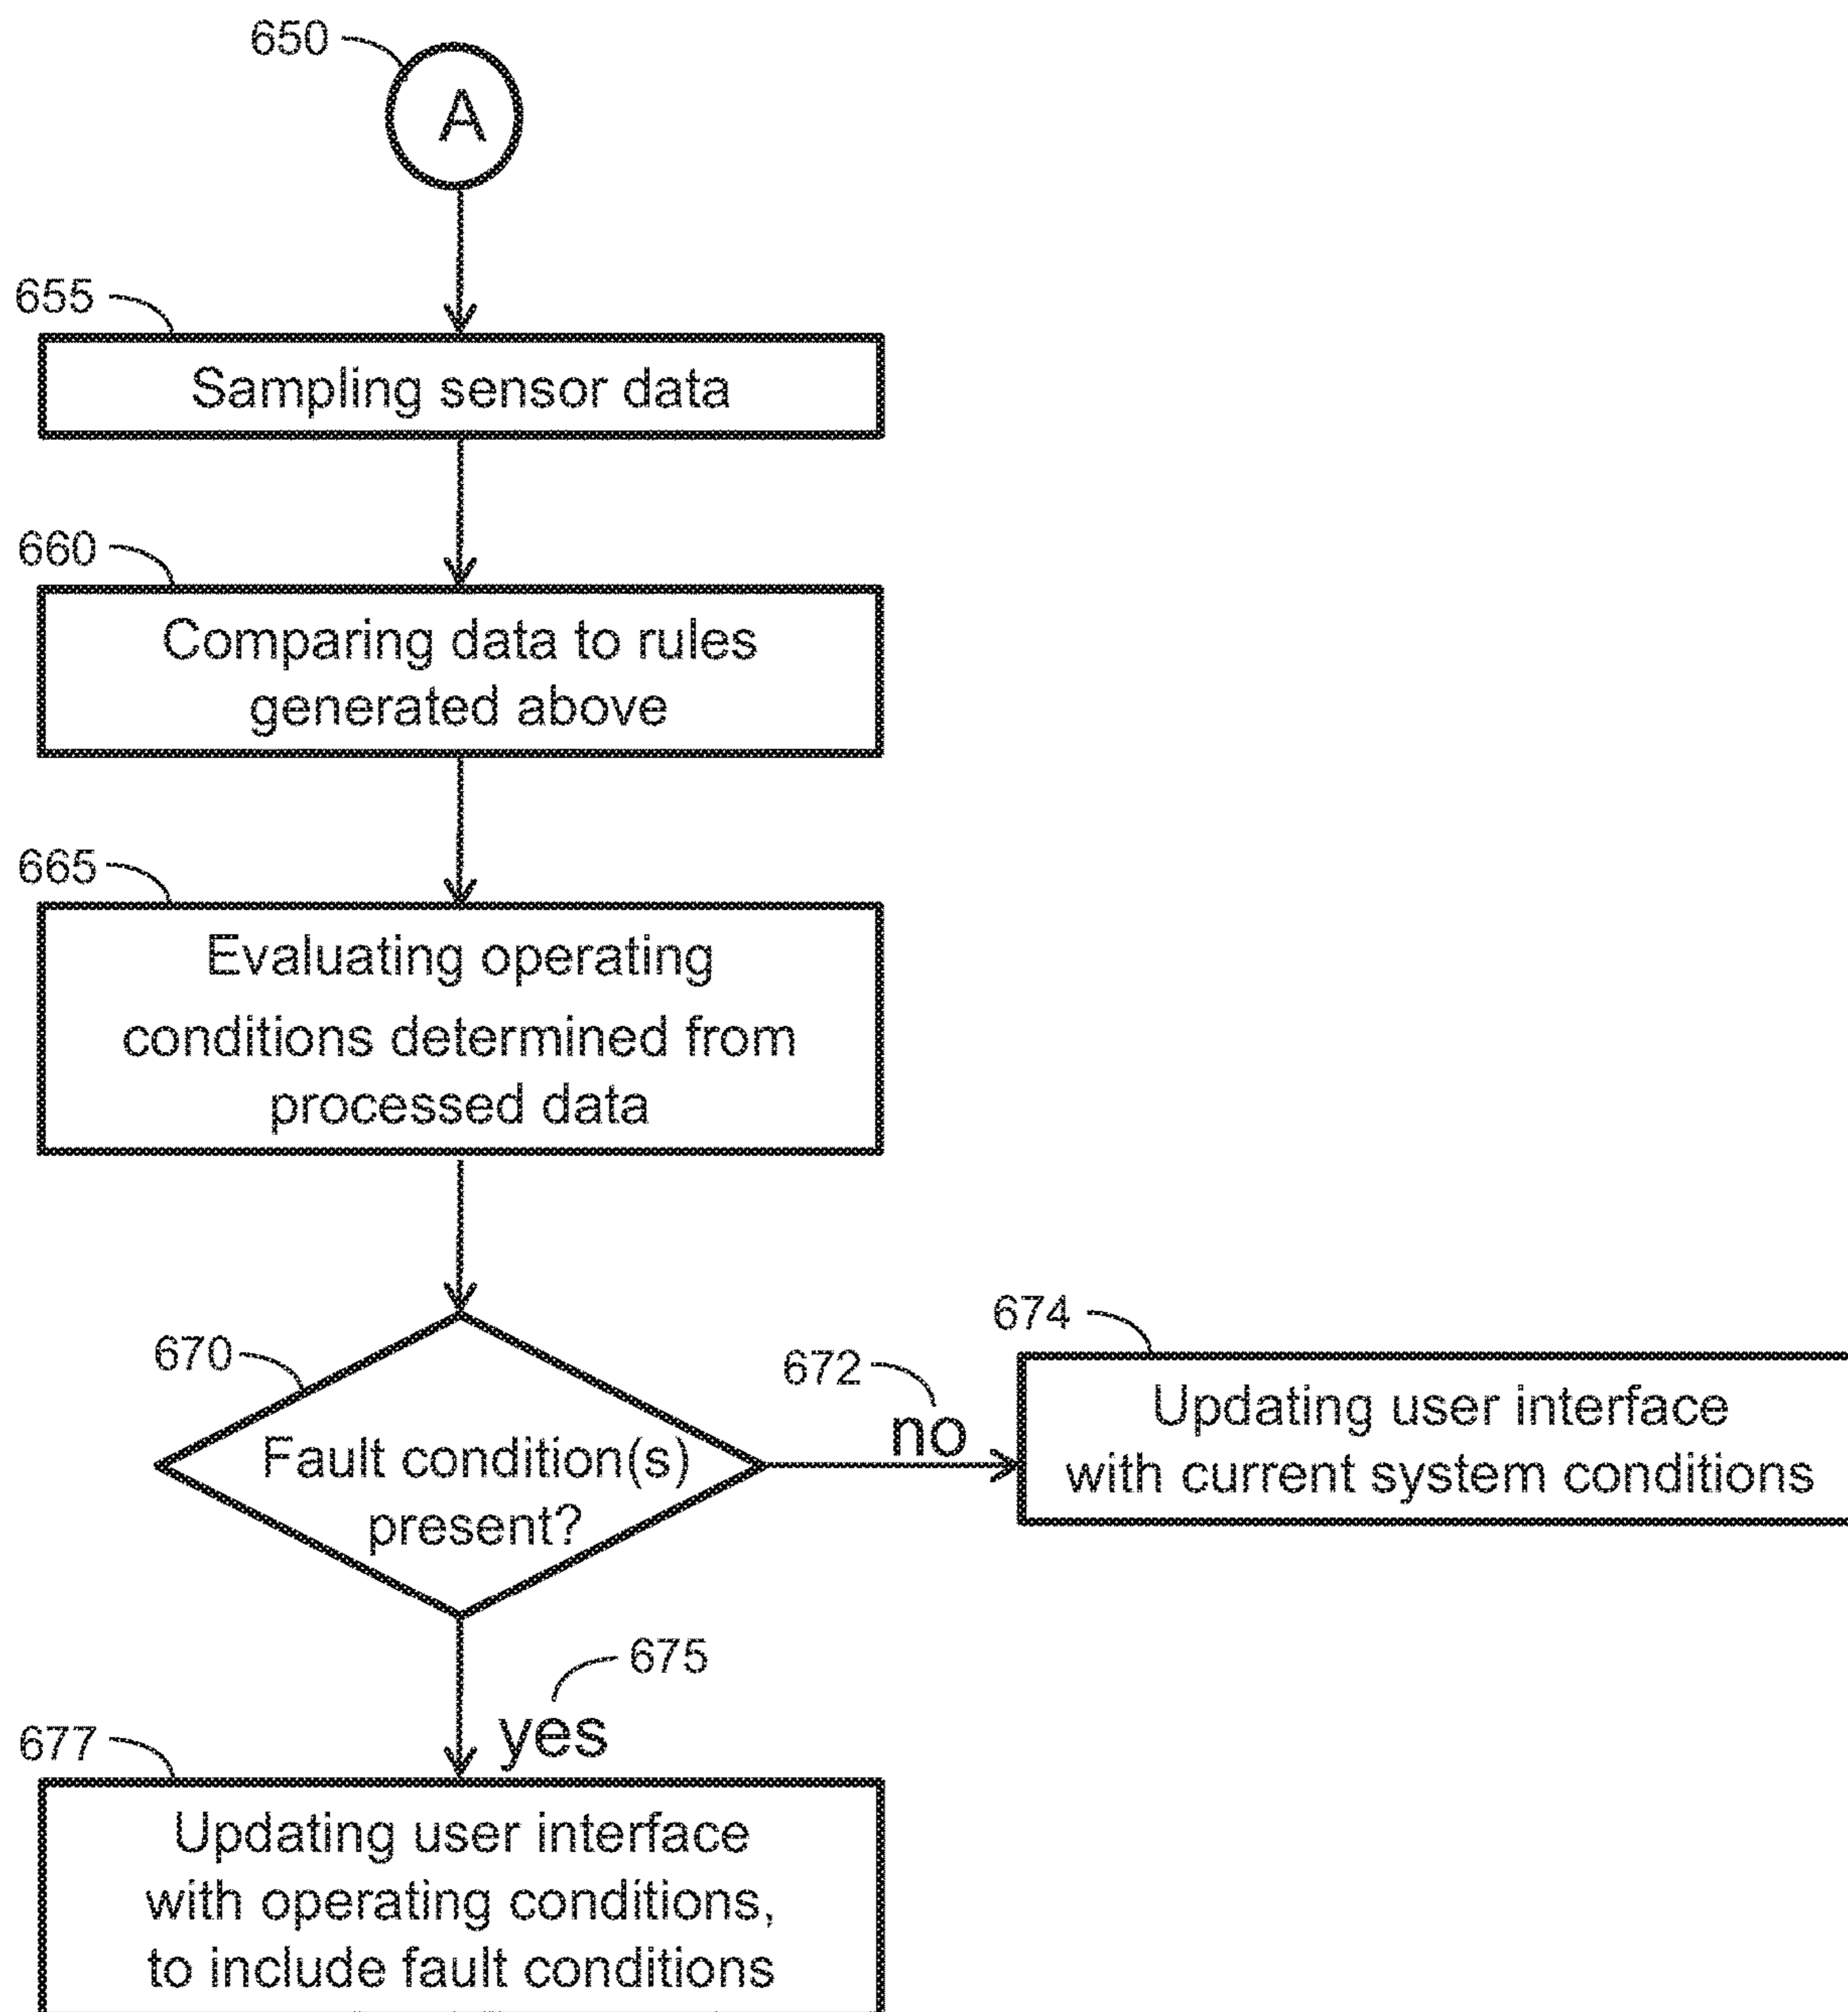 650
A
655
Sampling sensor data
660
Comparing data to rules
generated above
665
Evaluating operating
conditions determined from
processed data
670
Fault condition(s)
present?
672
no
674
Updating user interface
with current system conditions
675
yes
677
Updating user interface
with operating conditions,
to include fault conditions